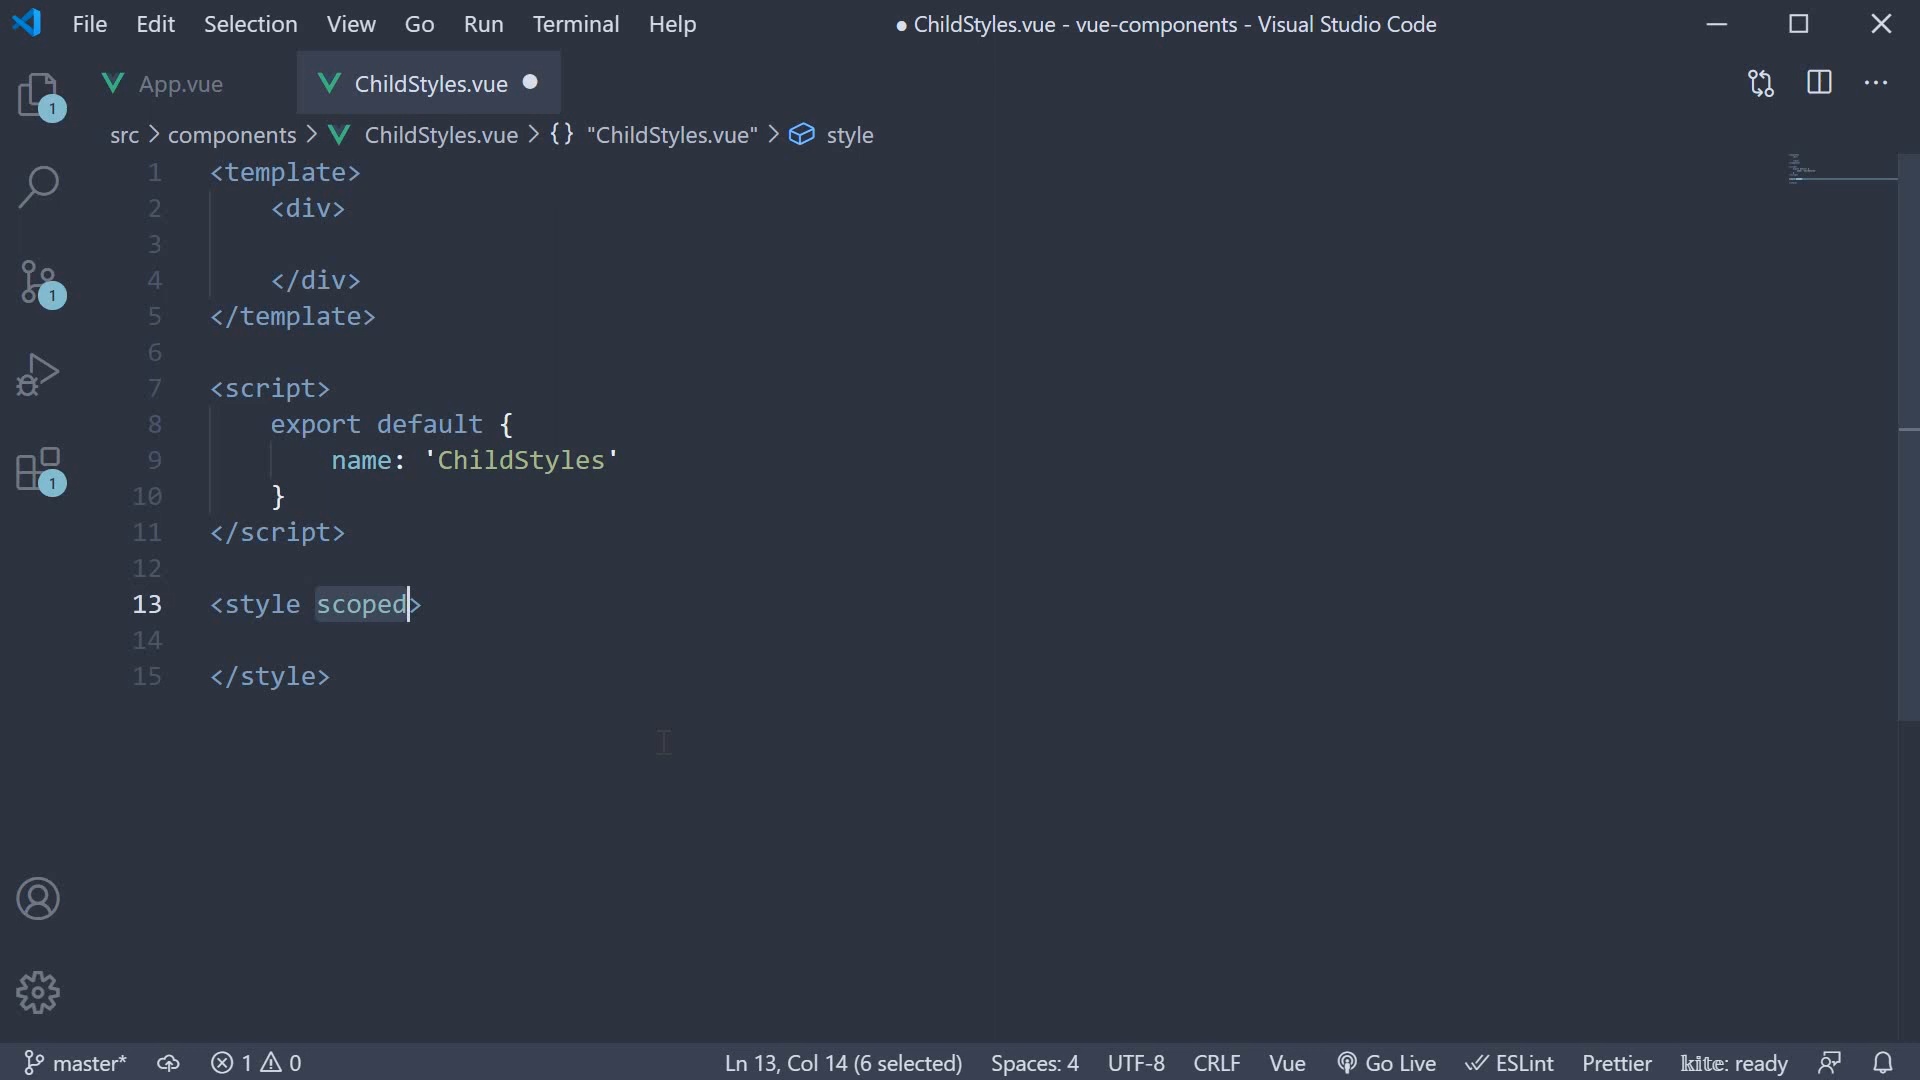 File Edit Selection View Go Run Terminal Help ● ChildStyles.vue - vue-components - Visual Studio Code
App.vue ChildStyles.vue ●
src > components > ChildStyles.vue > {} "ChildStyles.vue" > style
1 <template>
2 <div>
3
4 </div>
5 </template>
6
7 <script>
8 export default {
9 name: 'ChildStyles'
10 }
11 </script>
12
13 <style scoped>
14
15 </style>
1
1
1
master* 1 0 Ln 13, Col 14 (6 selected) Spaces: 4 UTF-8 CRLF Vue Go Live ESLint Prettier kite: ready